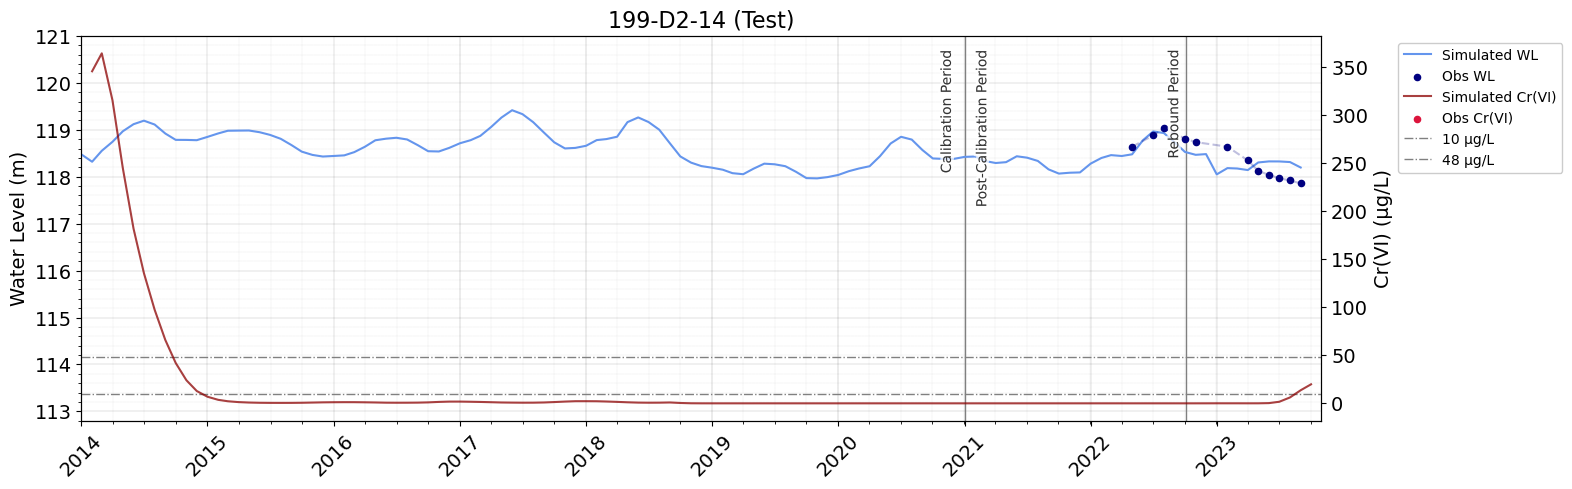 199-D2-14 (Test)
Water Level (m)
121
120
119
118
117
116
115
114
113
2014
2015
2016
2017
2018
2019
2020
2021
2022
2023
Calibration Period
Post-Calibration Period
Rebound Period
350
300
250
200
150
100
50
0
Cr(VI) (µg/L)
Simulated WL
Obs WL
Simulated Cr(VI)
Obs Cr(VI)
10 µg/L
48 µg/L